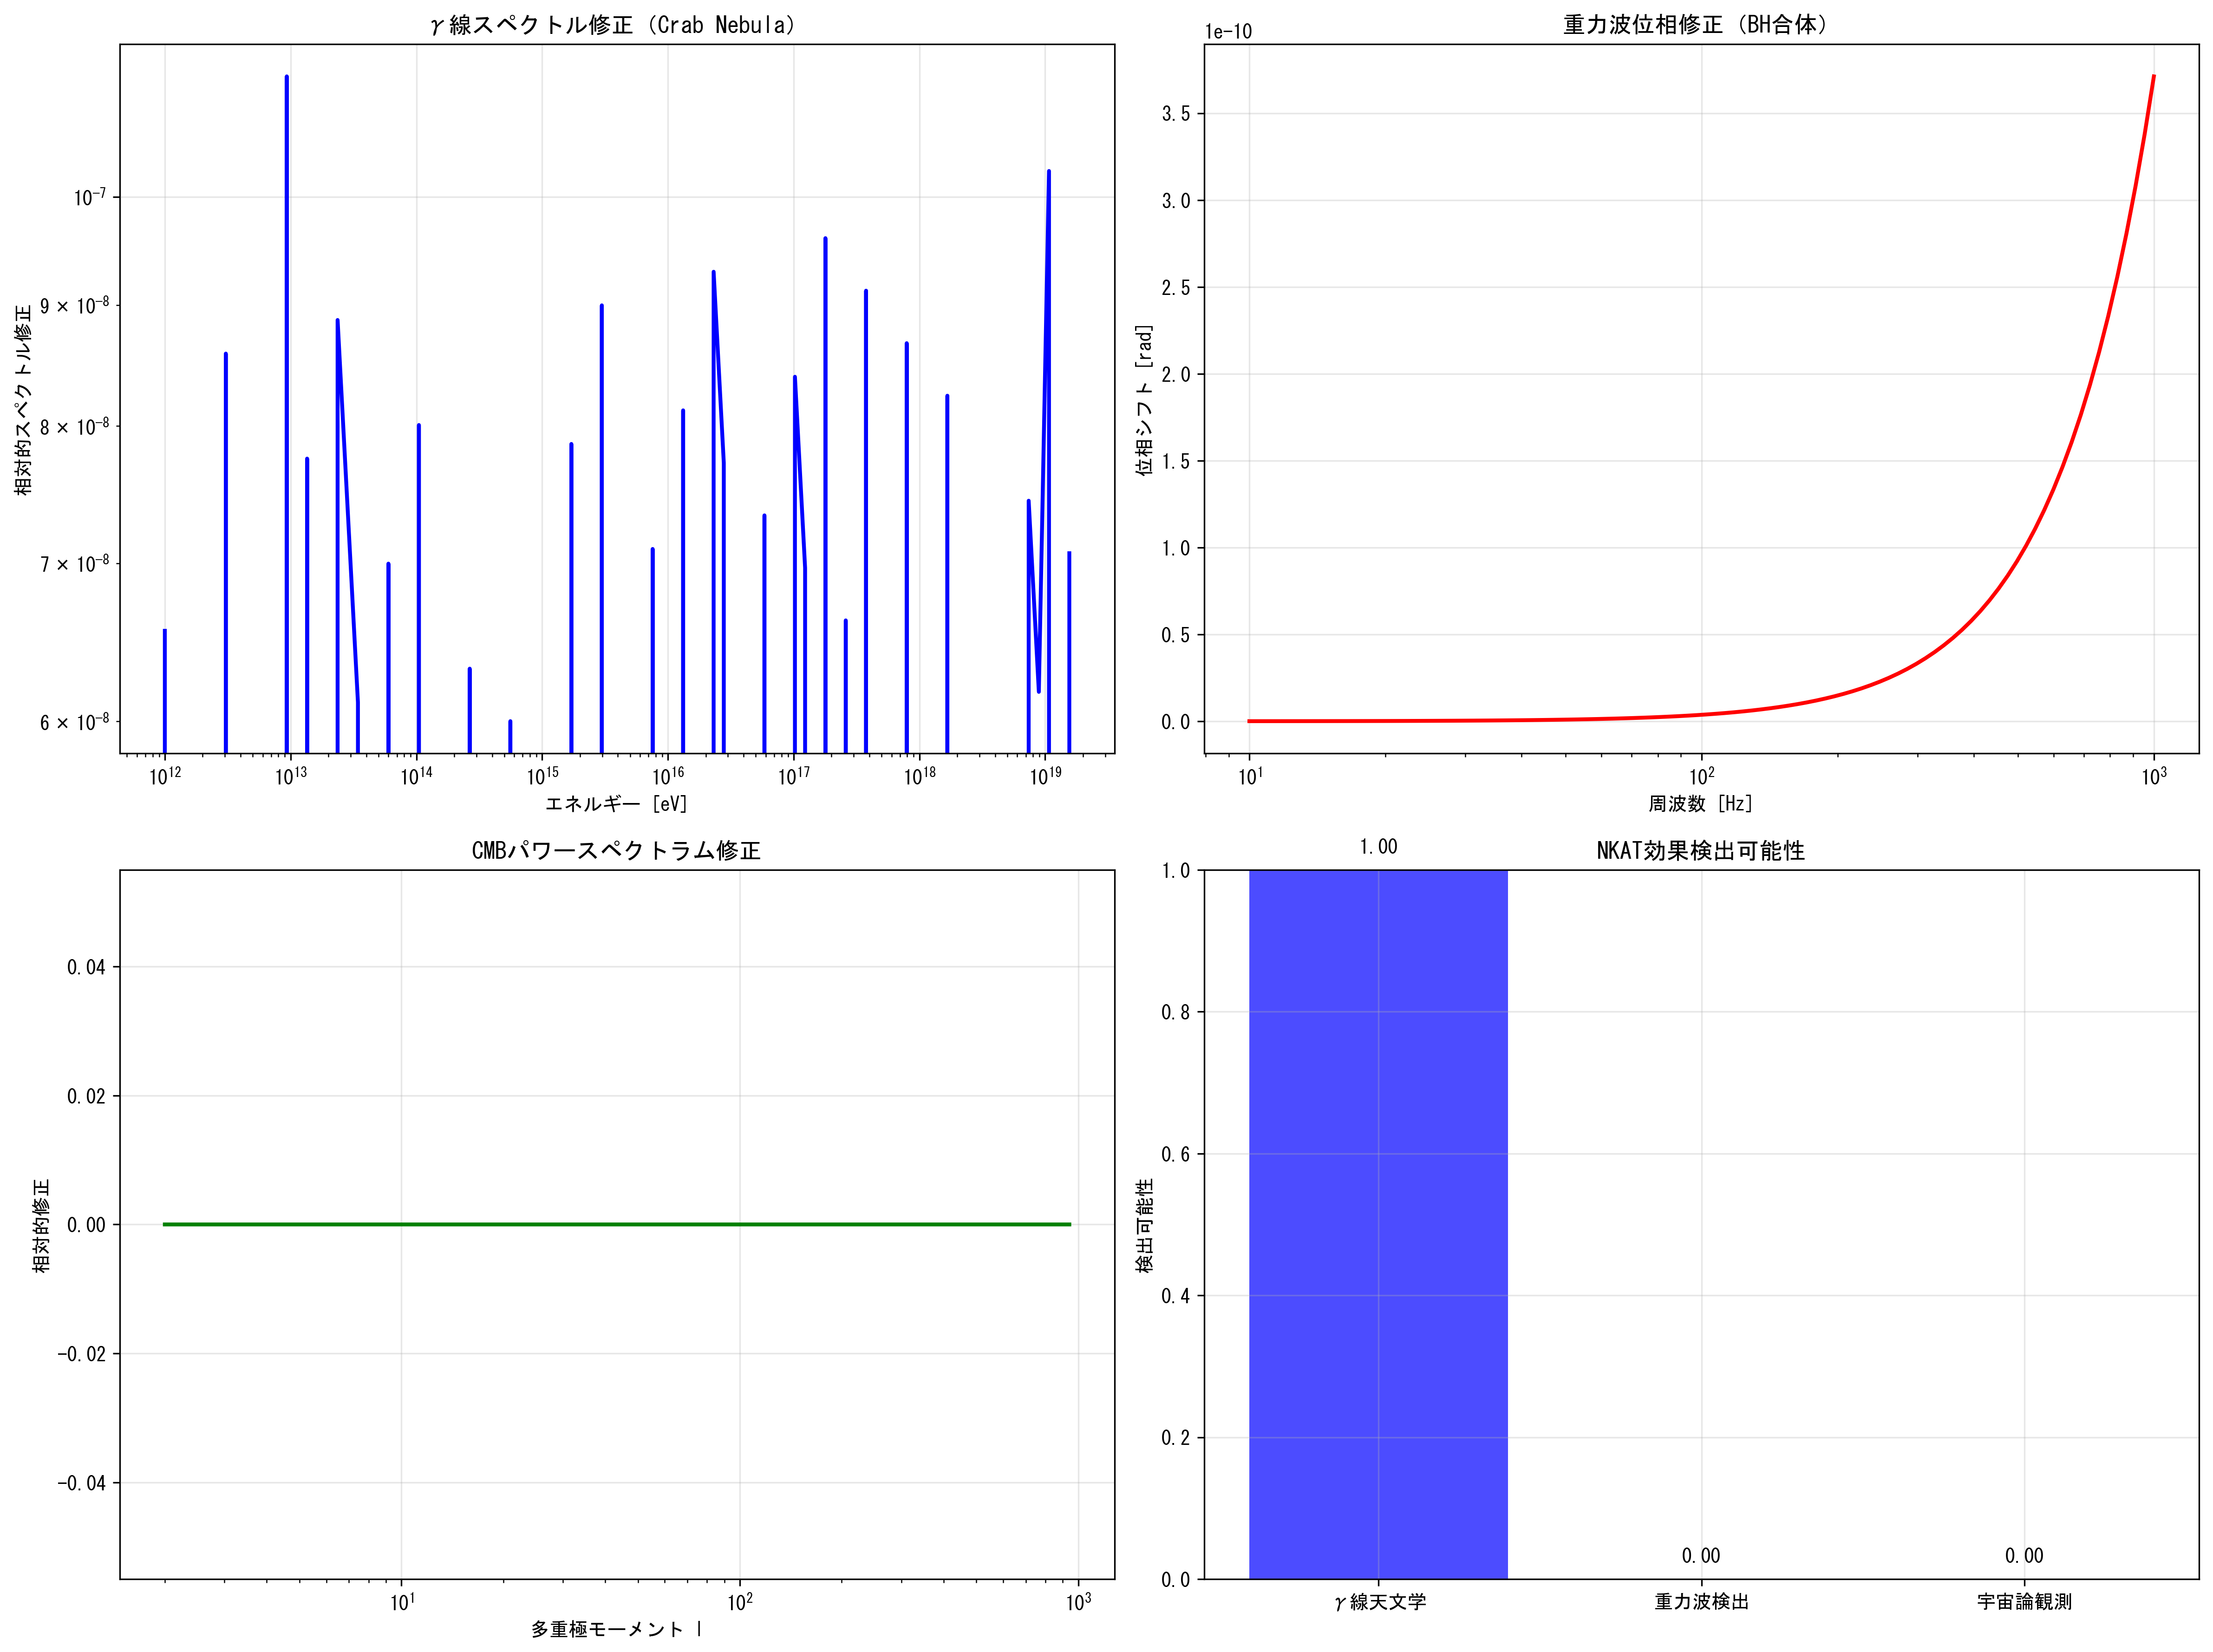 γ線スペクトル修正 (Crab Nebula)
10⁻⁷
9 × 10⁻⁸
8 × 10⁻⁸
7 × 10⁻⁸
6 × 10⁻⁸
相対的スペクトル修正
10¹² 10¹³ 10¹⁴ 10¹⁵ 10¹⁶ 10¹⁷ 10¹⁸ 10¹⁹
エネルギー [eV]
重力波位相修正 (BH合体)
1e-10
3.5
3.0
2.5
2.0
1.5
1.0
0.5
0.0
位相シフト [rad]
10¹ 10² 10³
周波数 [Hz]
CMBパワースペクトラム修正
0.04
0.02
0.00
−0.02
−0.04
相対的修正
10¹ 10² 10³
多重極モーメント l
NKAT効果検出可能性
1.00
1.0
0.8
0.6
0.4
0.2
0.0
検出可能性
0.00 0.00
γ線天文学 重力波検出 宇宙論観測